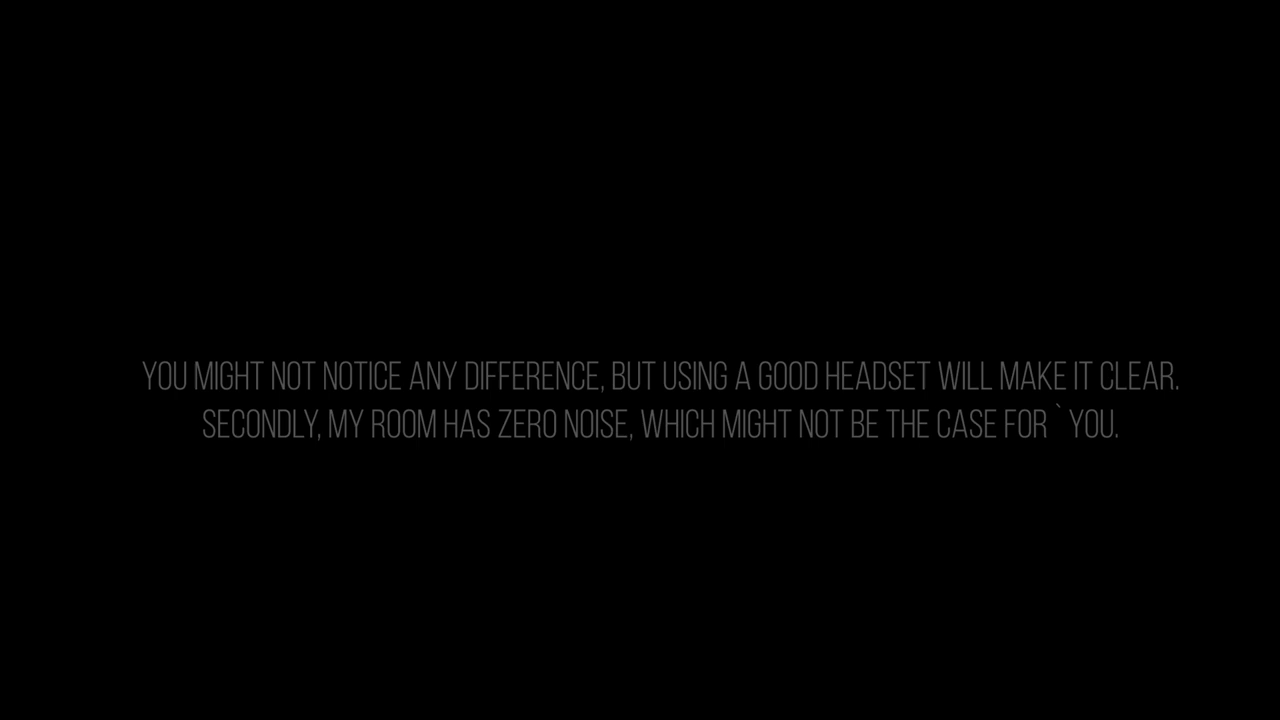 YOU MIGHT NOT NOTICE ANY DIFFERENCE, BUT USING A GOOD HEADSET WILL MAKE IT CLEAR.
SECONDLY, MY ROOM HAS ZERO NOISE, WHICH MIGHT NOT BE THE CASE FOR ` YOU.